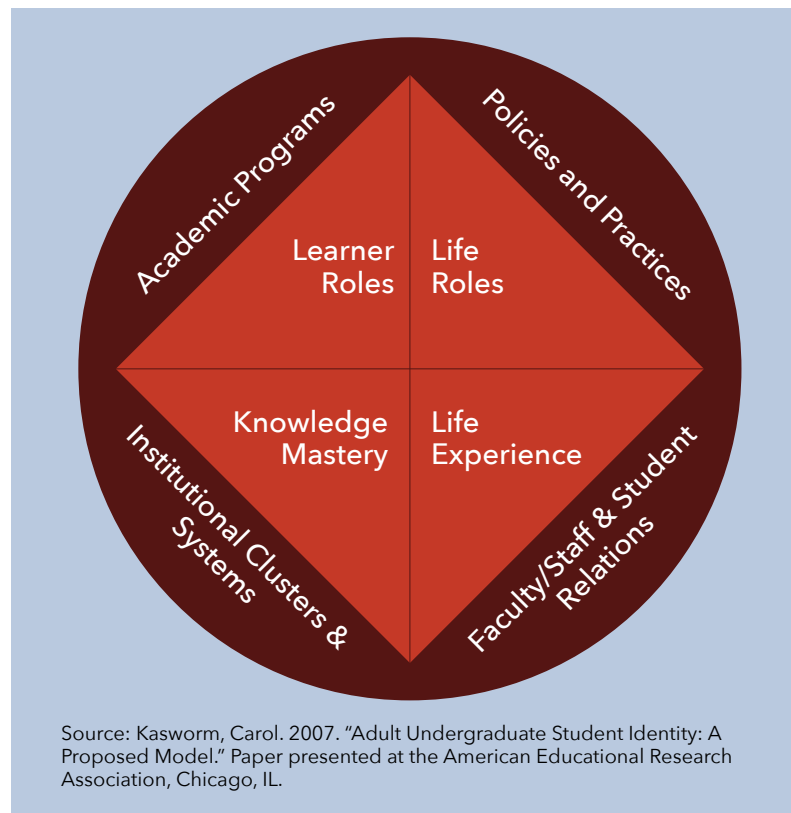 Academic Programs
Policies and Practices
Learner
Roles
Life
Roles
Knowledge
Mastery
Life
Experience
Institutional Clusters &
Systems
Faculty/Staff & Student
Relations
Source: Kasworm, Carol. 2007. “Adult Undergraduate Student Identity: A
Proposed Model.” Paper presented at the American Educational Research
Association, Chicago, IL.